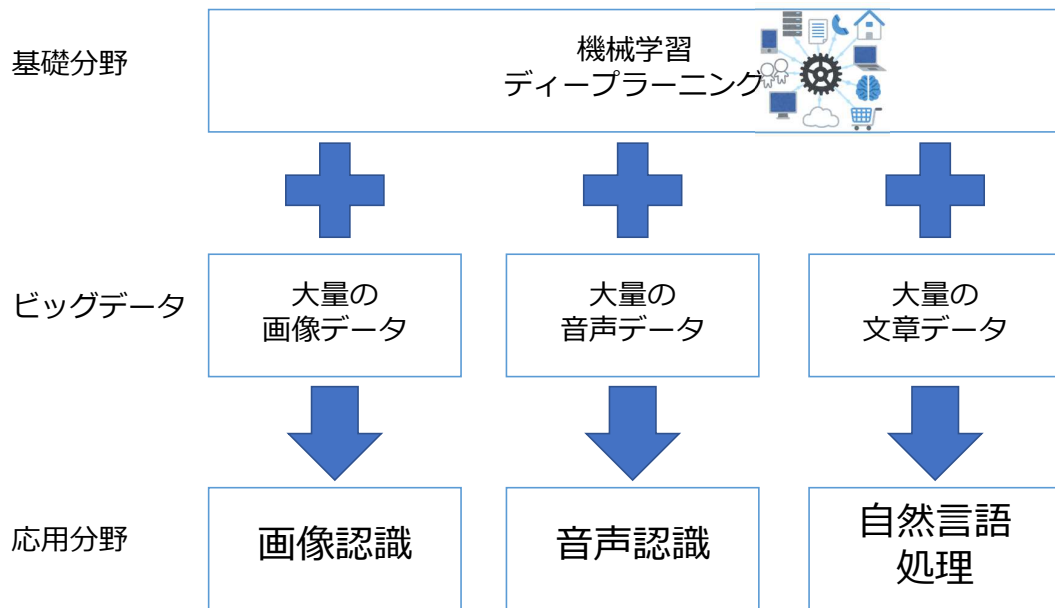 基礎分野
機械学習
ディープラーニング
ビッグデータ
大量の
画像データ
大量の
音声データ
大量の
文章データ
応用分野
画像認識
音声認識
自然言語
処理